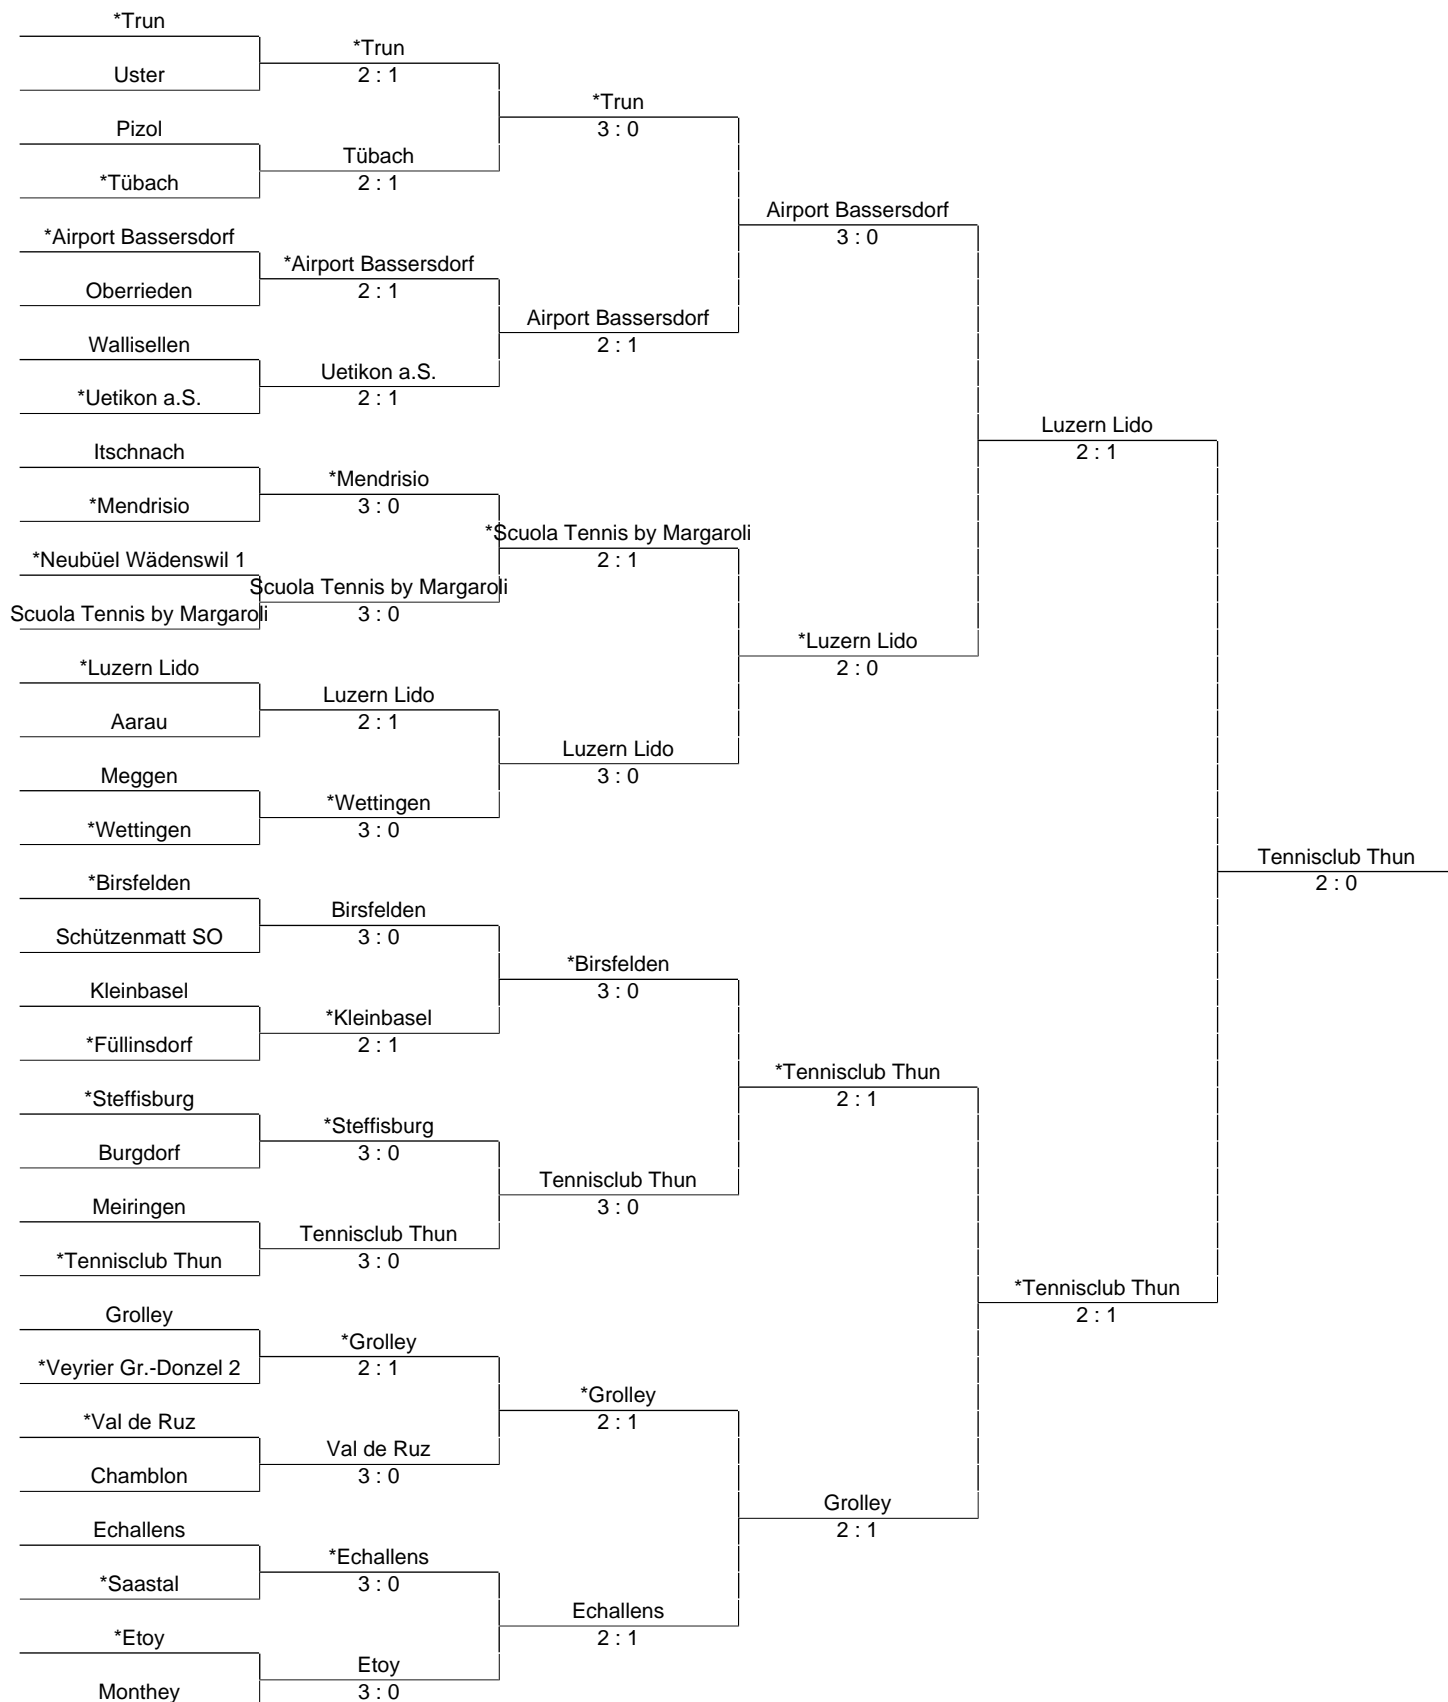 *Trun
Uster
Pizol
*Tübach
*Airport Bassersdorf
Oberrieden
Wallisellen
*Uetikon a.S.
Itschnach
*Mendrisio
*Neubüel Wädenswil 1
Scuola Tennis by Margaroli
*Luzern Lido
Aarau
Meggen
*Wettingen
*Birsfelden
Schützenmatt SO
Kleinbasel
*Füllinsdorf
*Steffisburg
Burgdorf
Meiringen
*Tennisclub Thun
Grolley
*Veyrier Gr.-Donzel 2
*Val de Ruz
Chamblon
Echallens
*Saastal
*Etoy
Monthey
*Trun
2 : 1
Tübach
2 : 1
*Airport Bassersdorf
2 : 1
Uetikon a.S.
2 : 1
*Mendrisio
3 : 0
Scuola Tennis by Margaroli
3 : 0
Luzern Lido
2 : 1
*Wettingen
3 : 0
Birsfelden
3 : 0
*Kleinbasel
2 : 1
*Steffisburg
3 : 0
Tennisclub Thun
3 : 0
*Grolley
2 : 1
Val de Ruz
3 : 0
*Echallens
3 : 0
Etoy
3 : 0
*Trun
3 : 0
Airport Bassersdorf
2 : 1
*Scuola Tennis by Margaroli
2 : 1
Luzern Lido
3 : 0
*Birsfelden
3 : 0
Tennisclub Thun
3 : 0
*Grolley
2 : 1
Echallens
2 : 1
Airport Bassersdorf
3 : 0
*Luzern Lido
2 : 0
*Tennisclub Thun
2 : 1
Grolley
2 : 1
Luzern Lido
2 : 1
*Tennisclub Thun
2 : 1
Tennisclub Thun
2 : 0